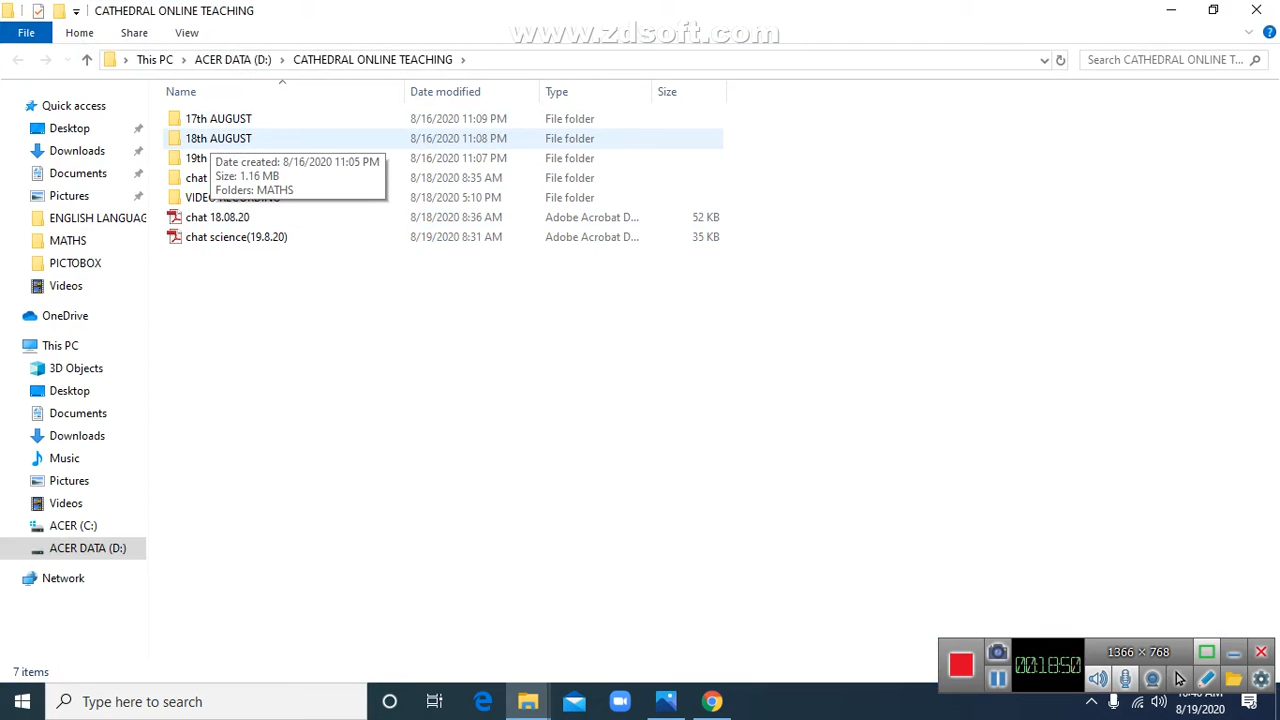 CATHEDRAL ONLINE TEACHING
www.zdsoft.com
File Home Share View
This PC ACER DATA (D:) CATHEDRAL ONLINE TEACHING Search CATHEDRAL ONLINE T...
Name Date modified Type Size
Quick access
Desktop
Downloads
Documents
Pictures
ENGLISH LANGUAG
MATHS
PICTOBOX
Videos
OneDrive
This PC
3D Objects
Desktop
Documents
Downloads
Music
Pictures
Videos
ACER (C:)
ACER DATA (D:)
Network
17th AUGUST 8/16/2020 11:09 PM File folder
18th AUGUST 8/16/2020 11:08 PM File folder
19th 8/16/2020 11:07 PM File folder
chat 8/18/2020 8:35 AM File folder
8/18/2020 5:10 PM File folder
chat 18.08.20 8/18/2020 8:36 AM Adobe Acrobat D... 52 KB
chat science(19.8.20) 8/19/2020 8:31 AM Adobe Acrobat D... 35 KB
Date created: 8/16/2020 11:05 PM
Size: 1.16 MB
Folders: MATHS
7 items
1366 × 768
00:18:50
Type here to search
8/19/2020